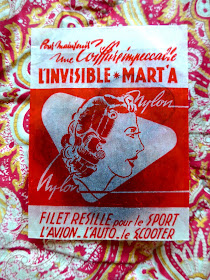 Pour maintenir
une Coiffure impeccable
L'INVISIBLE * MART'A
Nylon
Nylon
FILET RESILLE pour le SPORT
L'AVION_L'AUTO_le SCOOTER